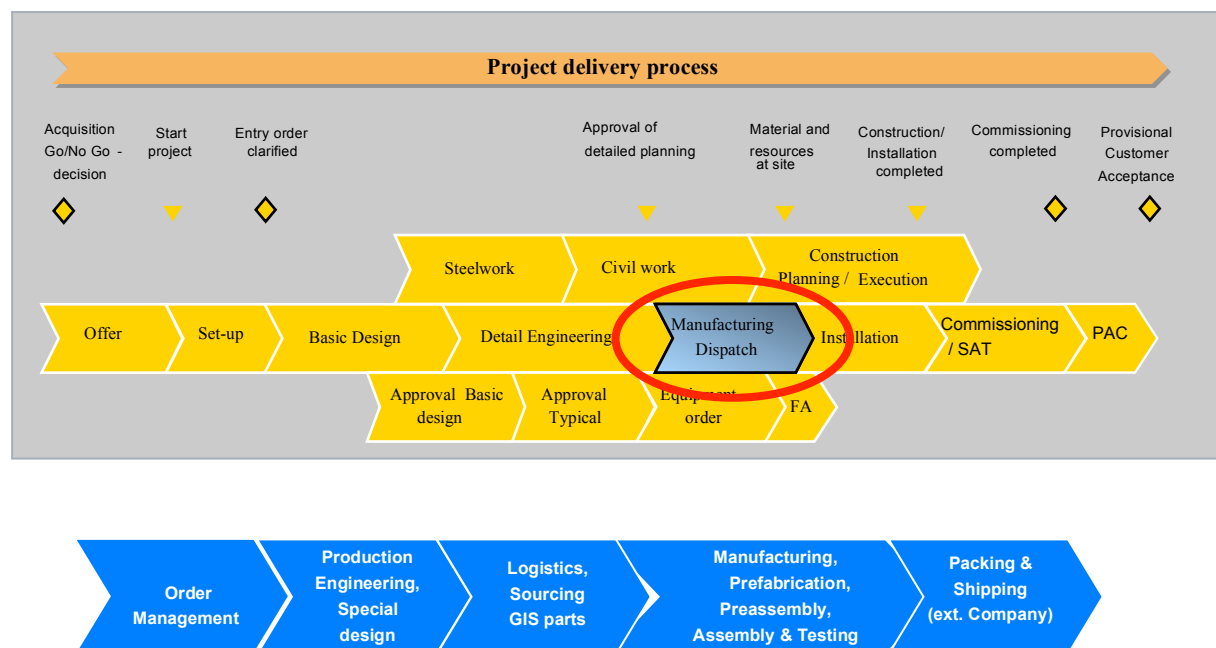 Project delivery process
Acquisition
Go/No Go -
decision
Start
project
Entry order
clarified
Approval of
detailed planning
Material and
resources
at site
Construction/
Installation
completed
Commissioning
completed
Provisional
Customer
Acceptance
Steelwork
Civil work
Construction
Planning / Execution
Offer
Set-up
Basic Design
Detail Engineering
Manufacturing
Dispatch
Installation
Commissioning
/ SAT
PAC
Approval Basic
design
Approval
Typical
Equipment
order
FA
Order
Management
Production
Engineering,
Special
design
Logistics,
Sourcing
GIS parts
Manufacturing,
Prefabrication,
Preassembly,
Assembly & Testing
Packing &
Shipping
(ext. Company)